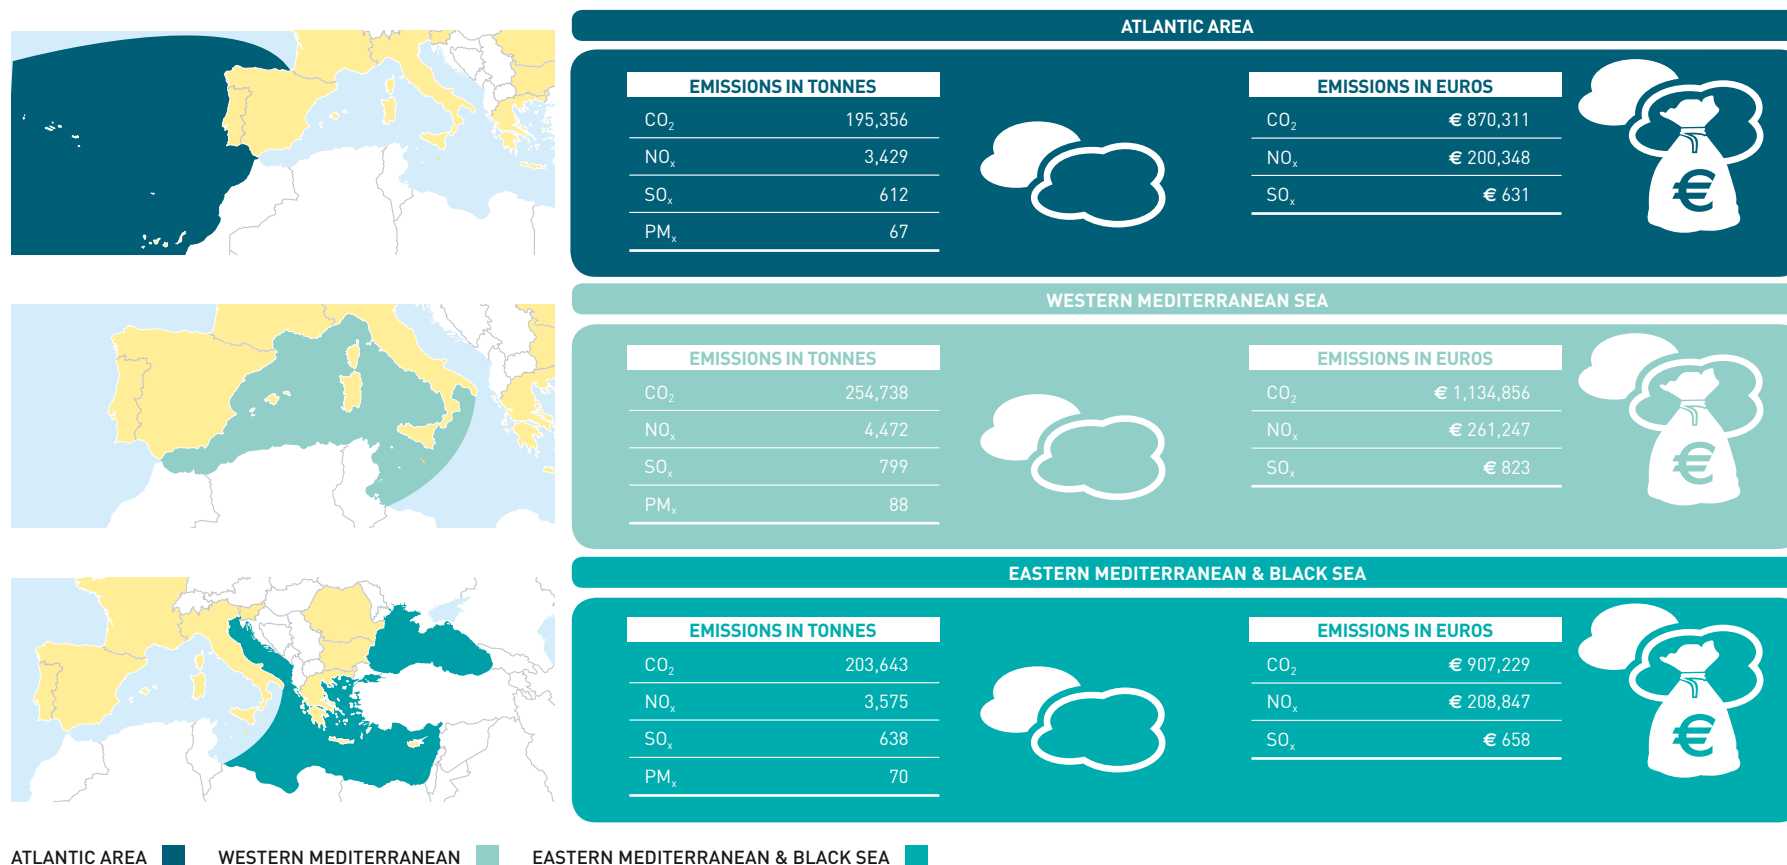 ATLANTIC AREA
EMISSIONS IN TONNES
CO₂ 195,356
NOₓ 3,429
SOₓ 612
PMₓ 67
EMISSIONS IN EUROS
CO₂ € 870,311
NOₓ € 200,348
SOₓ € 631
€
WESTERN MEDITERRANEAN SEA
EMISSIONS IN TONNES
CO₂ 254,738
NOₓ 4,472
SOₓ 799
PMₓ 88
EMISSIONS IN EUROS
CO₂ € 1,134,856
NOₓ € 261,247
SOₓ € 823
€
EASTERN MEDITERRANEAN & BLACK SEA
EMISSIONS IN TONNES
CO₂ 203,643
NOₓ 3,575
SOₓ 638
PMₓ 70
EMISSIONS IN EUROS
CO₂ € 907,229
NOₓ € 208,847
SOₓ € 658
€
ATLANTIC AREA WESTERN MEDITERRANEAN EASTERN MEDITERRANEAN & BLACK SEA